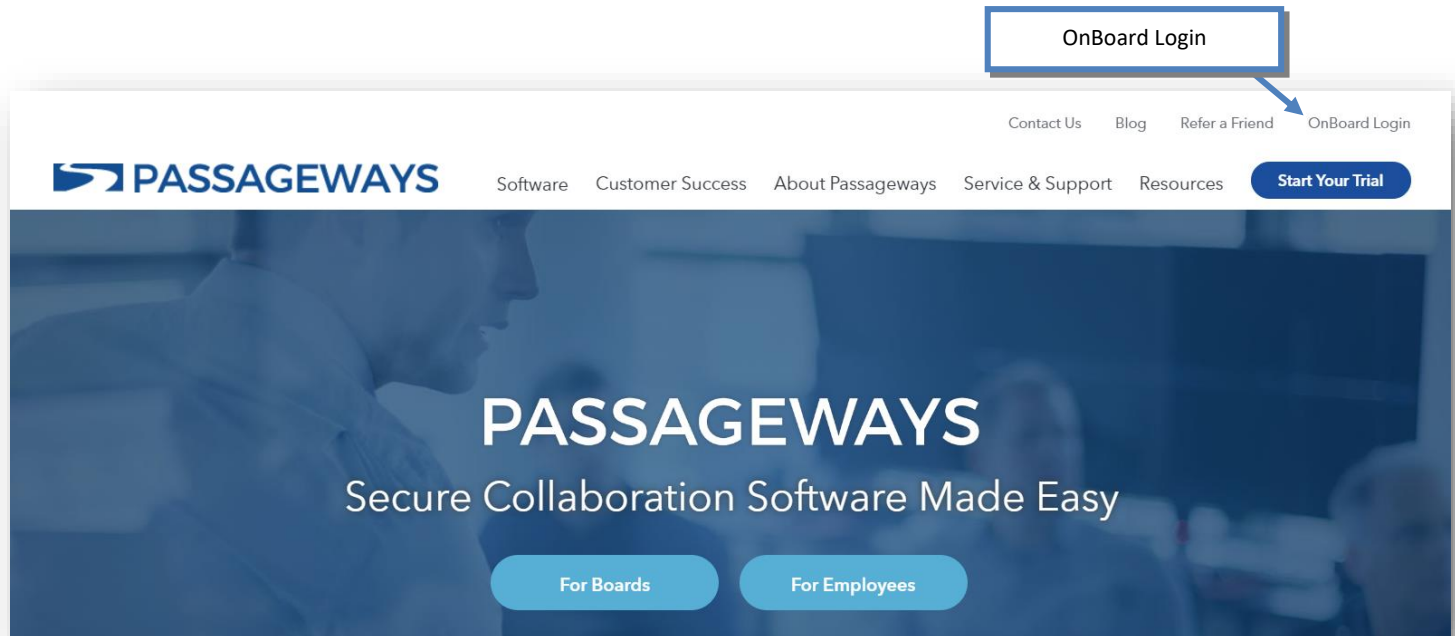 OnBoard Login
Contact Us Blog Refer a Friend OnBoard Login
PASSAGEWAYS
Software Customer Success About Passageways Service & Support Resources Start Your Trial
PASSAGEWAYS
Secure Collaboration Software Made Easy
For Boards For Employees